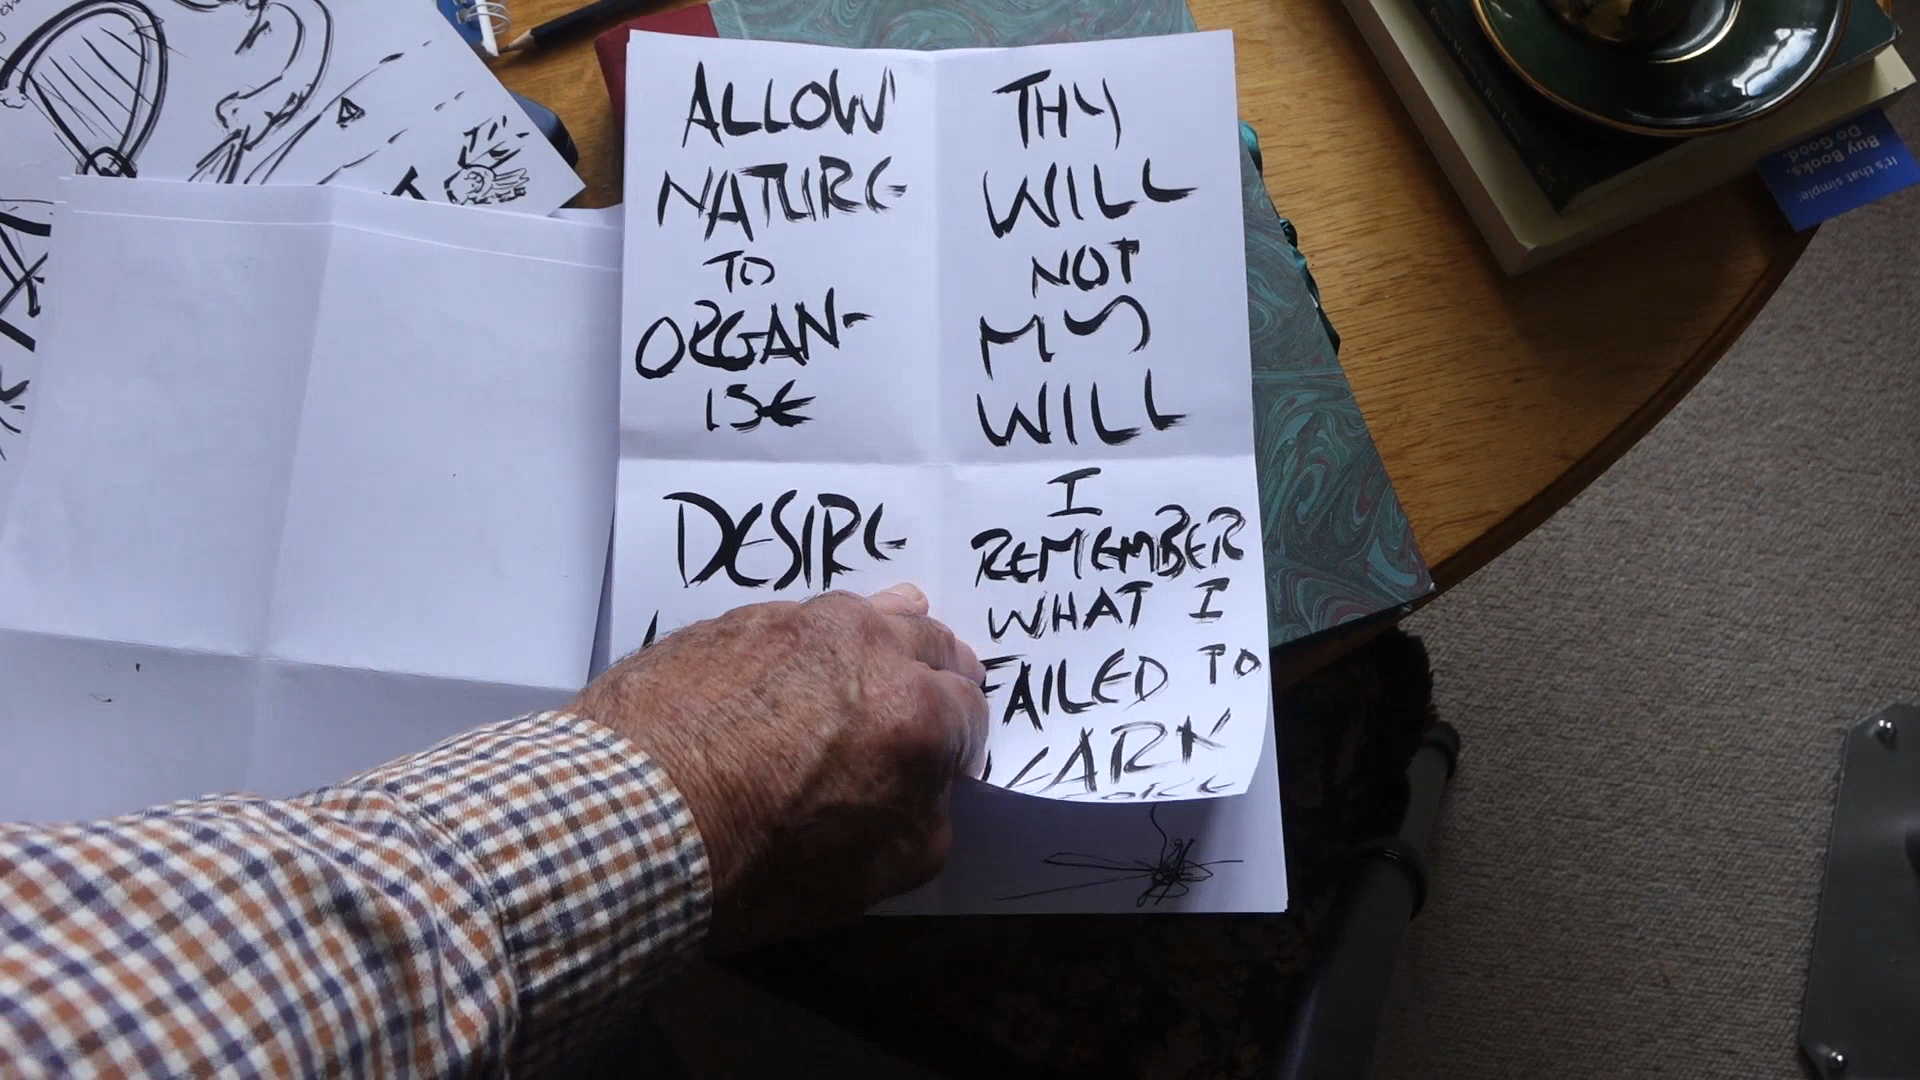 ALLOW
NATURE
TO
ORGAN-
ISE
THY
WILL
NOT
MY
WILL
DESIRE
I
REMEMBER
WHAT I
FAILED TO
LEARN
It's that simple.
Buy Books.
Do Good.